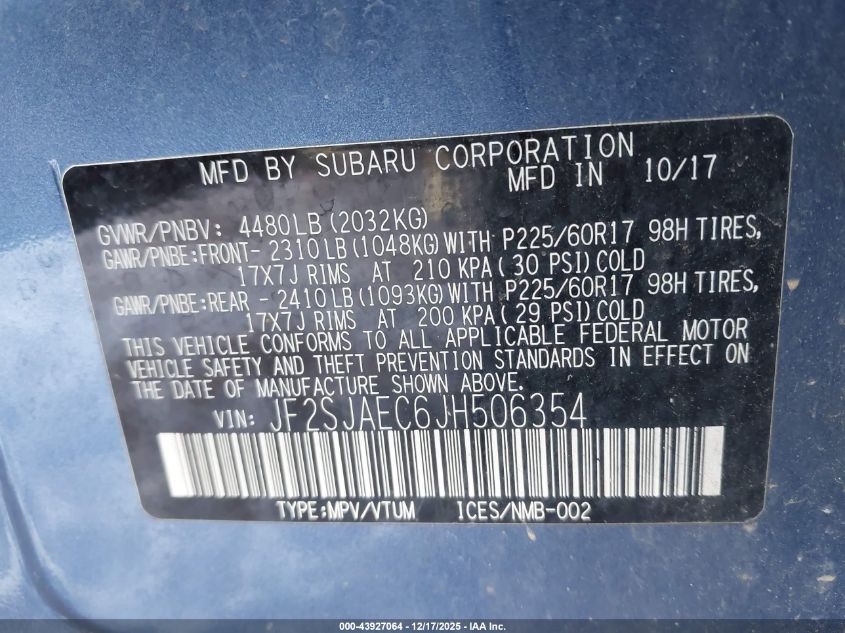 MFD BY SUBARU CORPORATION
MFD IN 10/17
GVWR/PNBV: 4480LB(2032KG)
GAWR/PNBE:FRONT-2310LB(1048KG)WITH P225/60R17 98H TIRES,
17X7J RIMS AT 210 KPA(30 PSI)COLD
GAWR/PNBE:REAR -2410LB(1093KG)WITH P225/60R17 98H TIRES,
17X7J RIMS AT 200 KPA(29 PSI)COLD
THIS VEHICLE CONFORMS TO ALL APPLICABLE FEDERAL MOTOR
VEHICLE SAFETY AND THEFT PREVENTION STANDARDS IN EFFECT ON
THE DATE OF MANUFACTURE SHOWN ABOVE.
VIN: JF2SJAEC6JH506354
TYPE:MPV/VTUM ICES/NMB-002
000-43927064 - 12/17/2025 - IAA Inc.